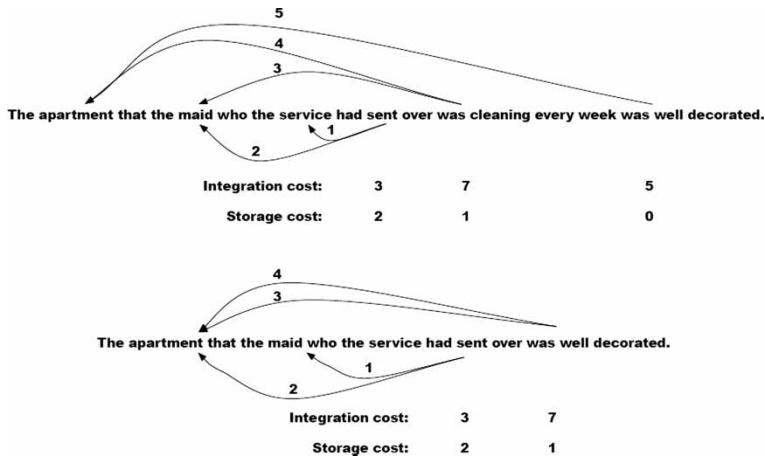 5
4
3
The apartment that the maid who the service had sent over was cleaning every week was well decorated.
1
2
Integration cost: 3 7 5
Storage cost: 2 1 0
4
3
The apartment that the maid who the service had sent over was well decorated.
1
2
Integration cost: 3 7
Storage cost: 2 1